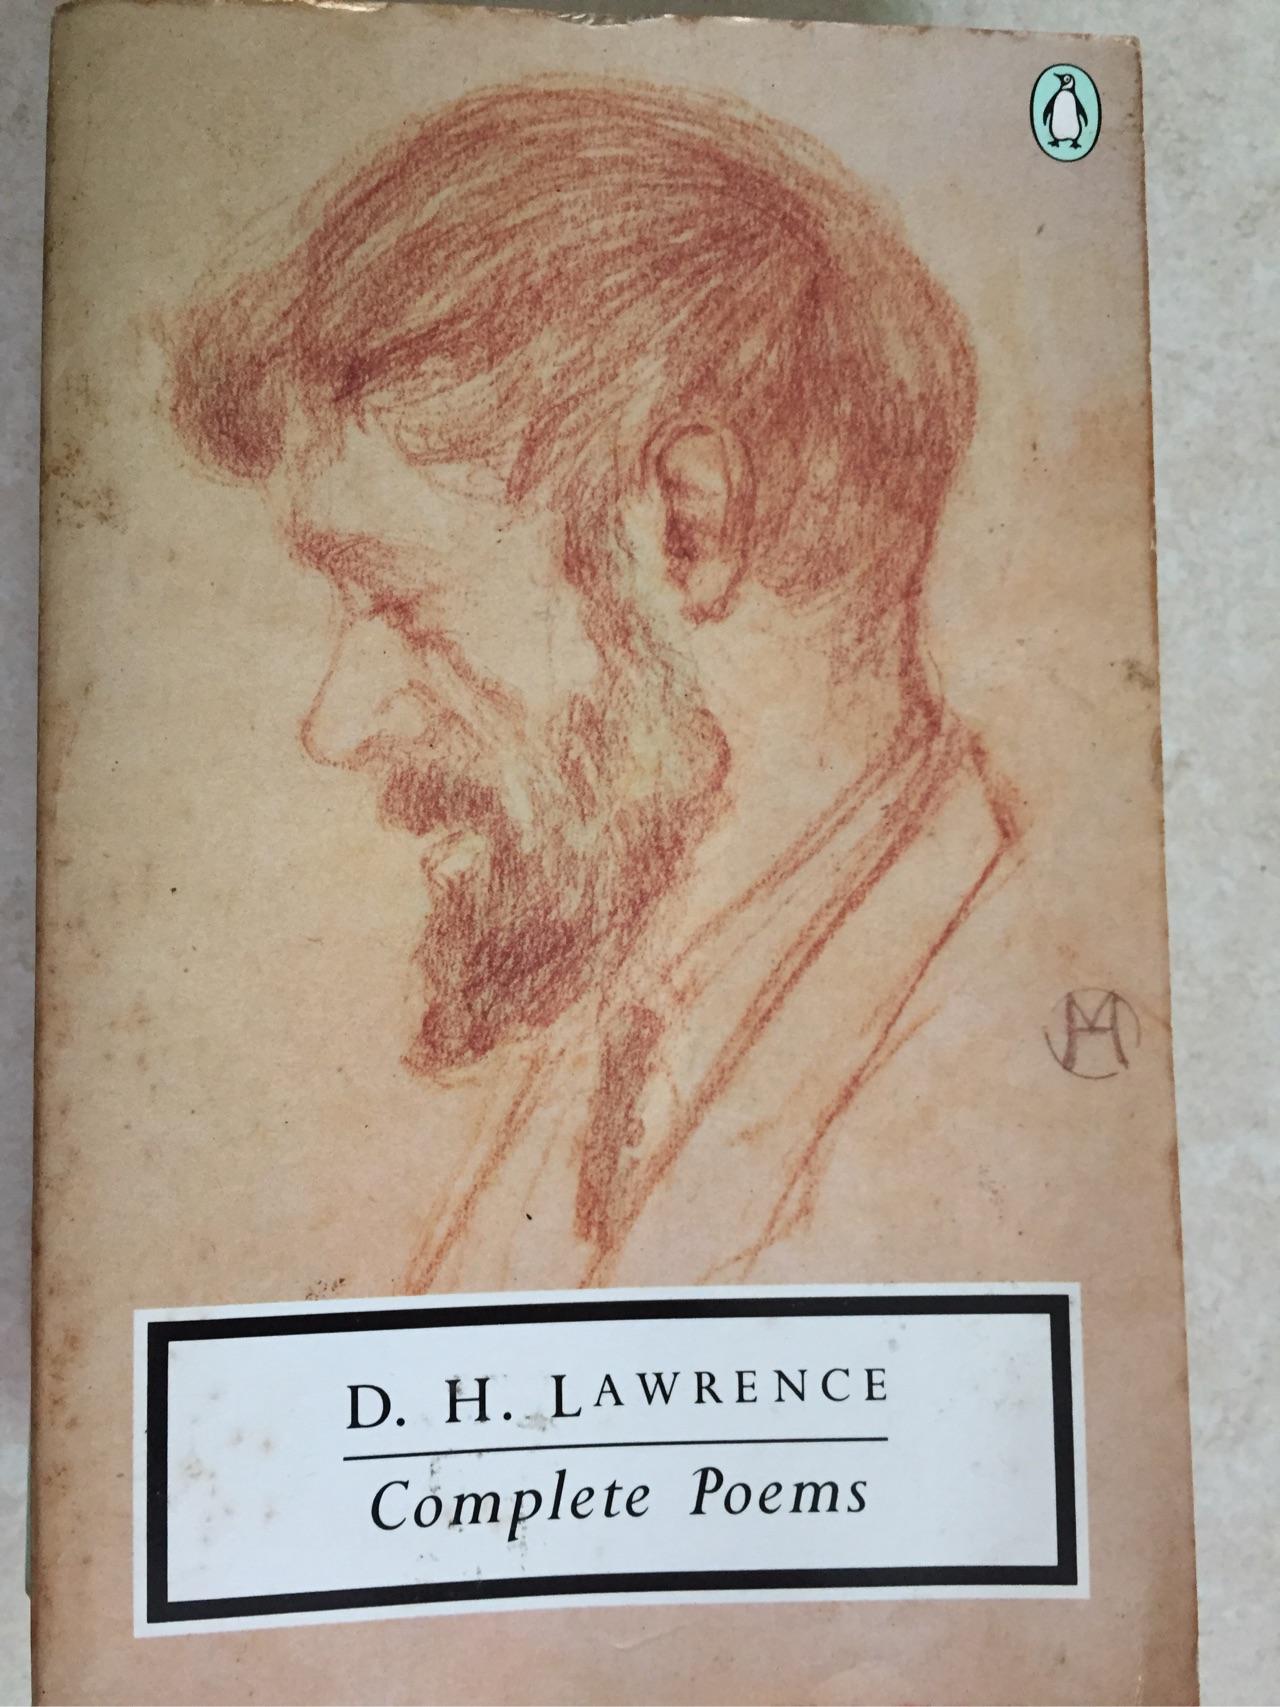 D. H. LAWRENCE
Complete Poems